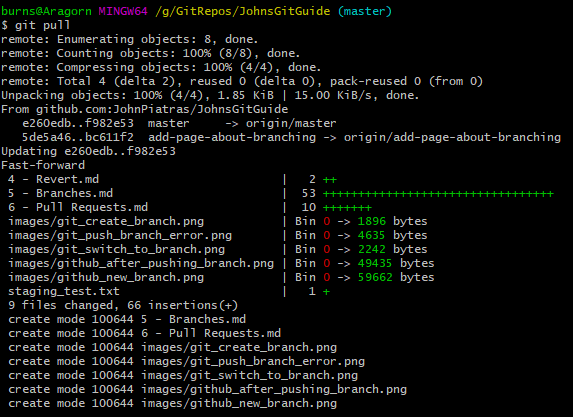 burns@Aragorn MINGW64 /g/GitRepos/JohnsGitGuide (master)
$ git pull
remote: Enumerating objects: 8, done.
remote: Counting objects: 100% (8/8), done.
remote: Compressing objects: 100% (4/4), done.
remote: Total 4 (delta 2), reused 0 (delta 0), pack-reused 0 (from 0)
Unpacking objects: 100% (4/4), 1.85 KiB | 15.00 KiB/s, done.
From github.com:JohnPiatras/JohnsGitGuide
   e260edb..f982e53  master     -> origin/master
   5de5a46..bc611f2  add-page-about-branching -> origin/add-page-about-branching
Updating e260edb..f982e53
Fast-forward
 4 - Revert.md                          |   2 ++
 5 - Branches.md                        |  53 +++++++++++++++++++++++++++++++++
 6 - Pull Requests.md                   |  10 +++++++
 images/git_create_branch.png           | Bin 0 -> 1896 bytes
 images/git_push_branch_error.png       | Bin 0 -> 4635 bytes
 images/git_switch_to_branch.png        | Bin 0 -> 2242 bytes
 images/github_after_pushing_branch.png | Bin 0 -> 49435 bytes
 images/github_new_branch.png           | Bin 0 -> 59662 bytes
 staging_test.txt                       |   1 +
 9 files changed, 66 insertions(+)
 create mode 100644 5 - Branches.md
 create mode 100644 6 - Pull Requests.md
 create mode 100644 images/git_create_branch.png
 create mode 100644 images/git_push_branch_error.png
 create mode 100644 images/git_switch_to_branch.png
 create mode 100644 images/github_after_pushing_branch.png
 create mode 100644 images/github_new_branch.png